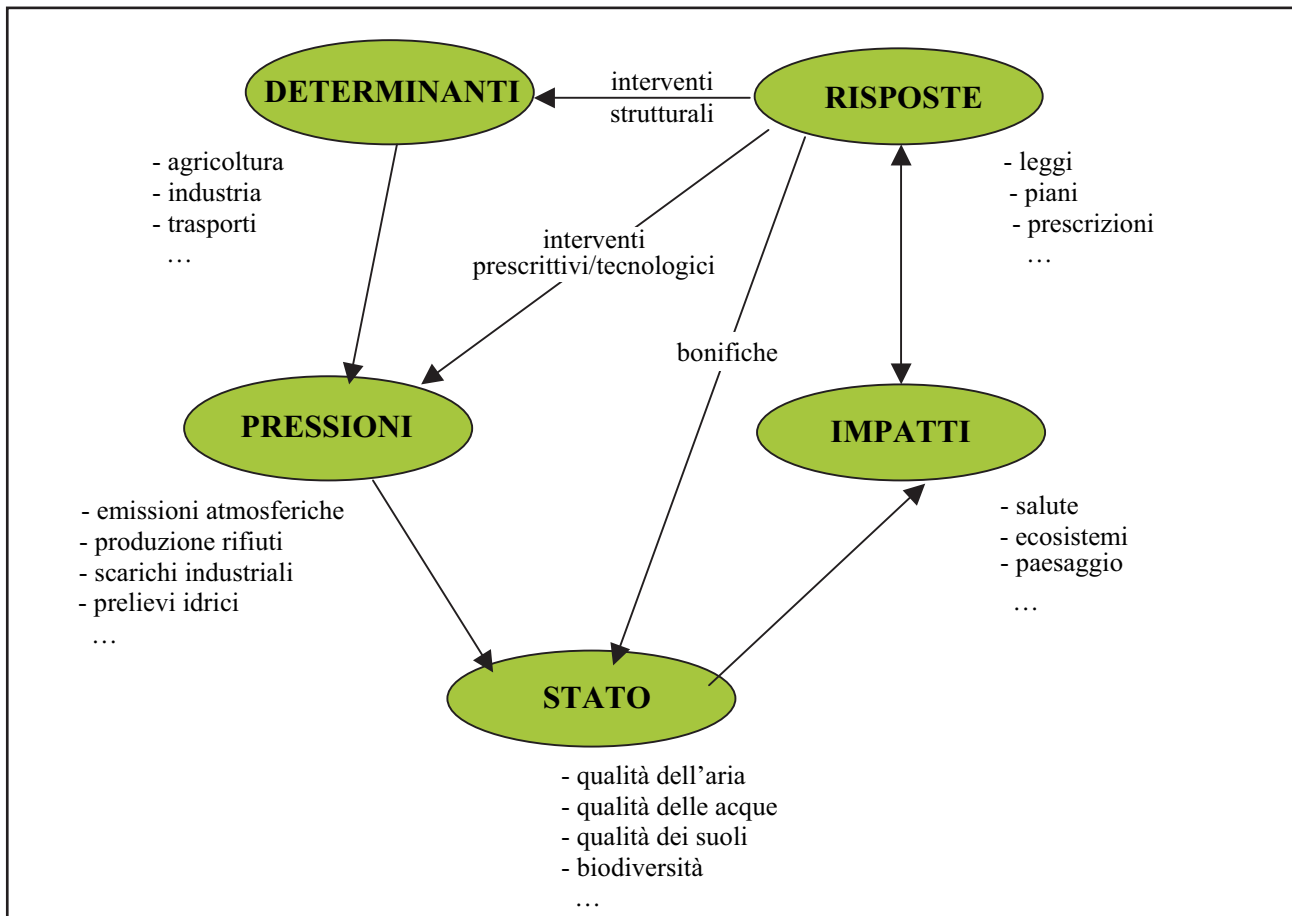 DETERMINANTI
- agricoltura
- industria
- trasporti
…
interventi
strutturali
RISPOSTE
- leggi
- piani
- prescrizioni
…
interventi
prescrittivi/tecnologici
bonifiche
PRESSIONI
- emissioni atmosferiche
- produzione rifiuti
- scarichi industriali
- prelievi idrici
…
IMPATTI
- salute
- ecosistemi
- paesaggio
…
STATO
- qualità dell’aria
- qualità delle acque
- qualità dei suoli
- biodiversità
…